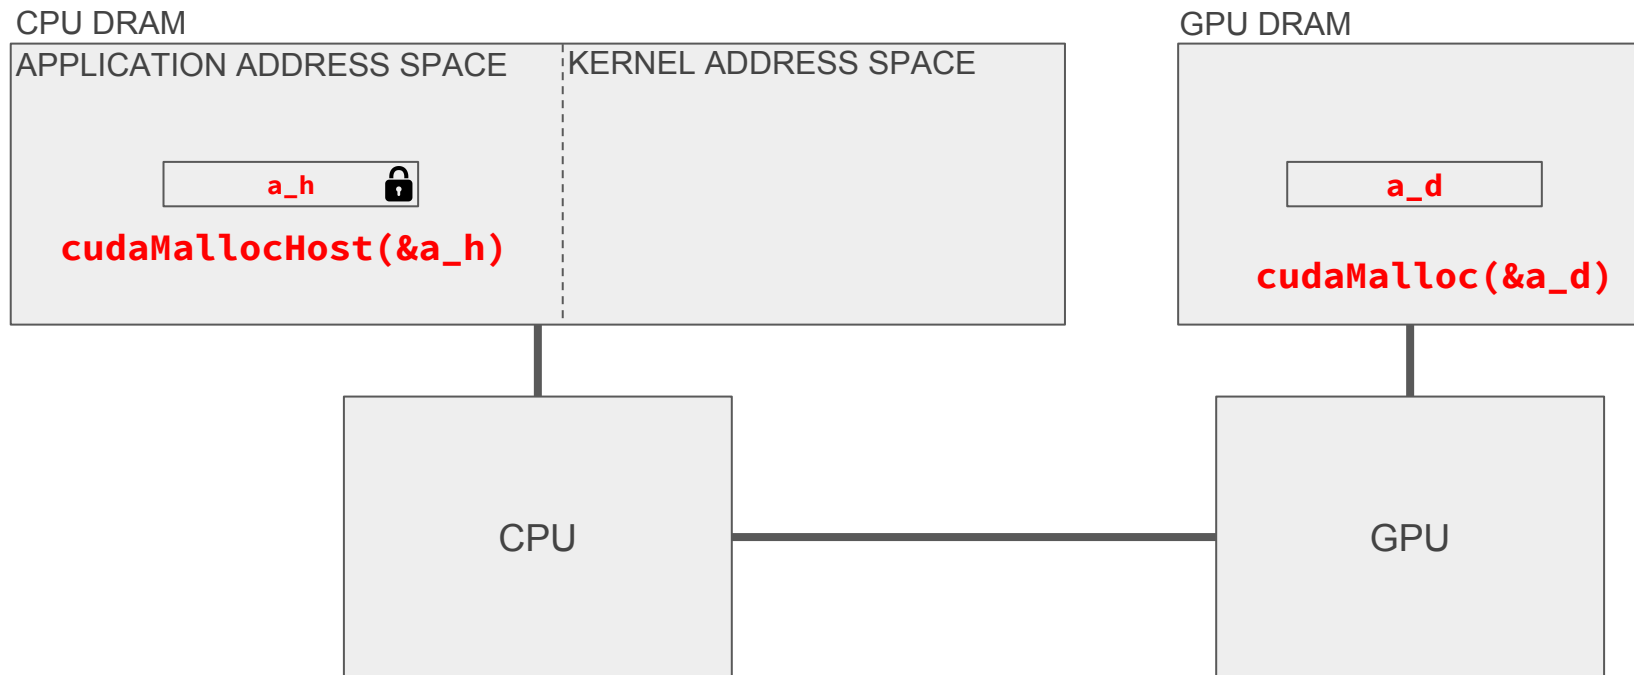 CPU DRAM
GPU DRAM
APPLICATION ADDRESS SPACE
KERNEL ADDRESS SPACE
a_h
a_d
cudaMallocHost(&a_h)
cudaMalloc(&a_d)
CPU
GPU